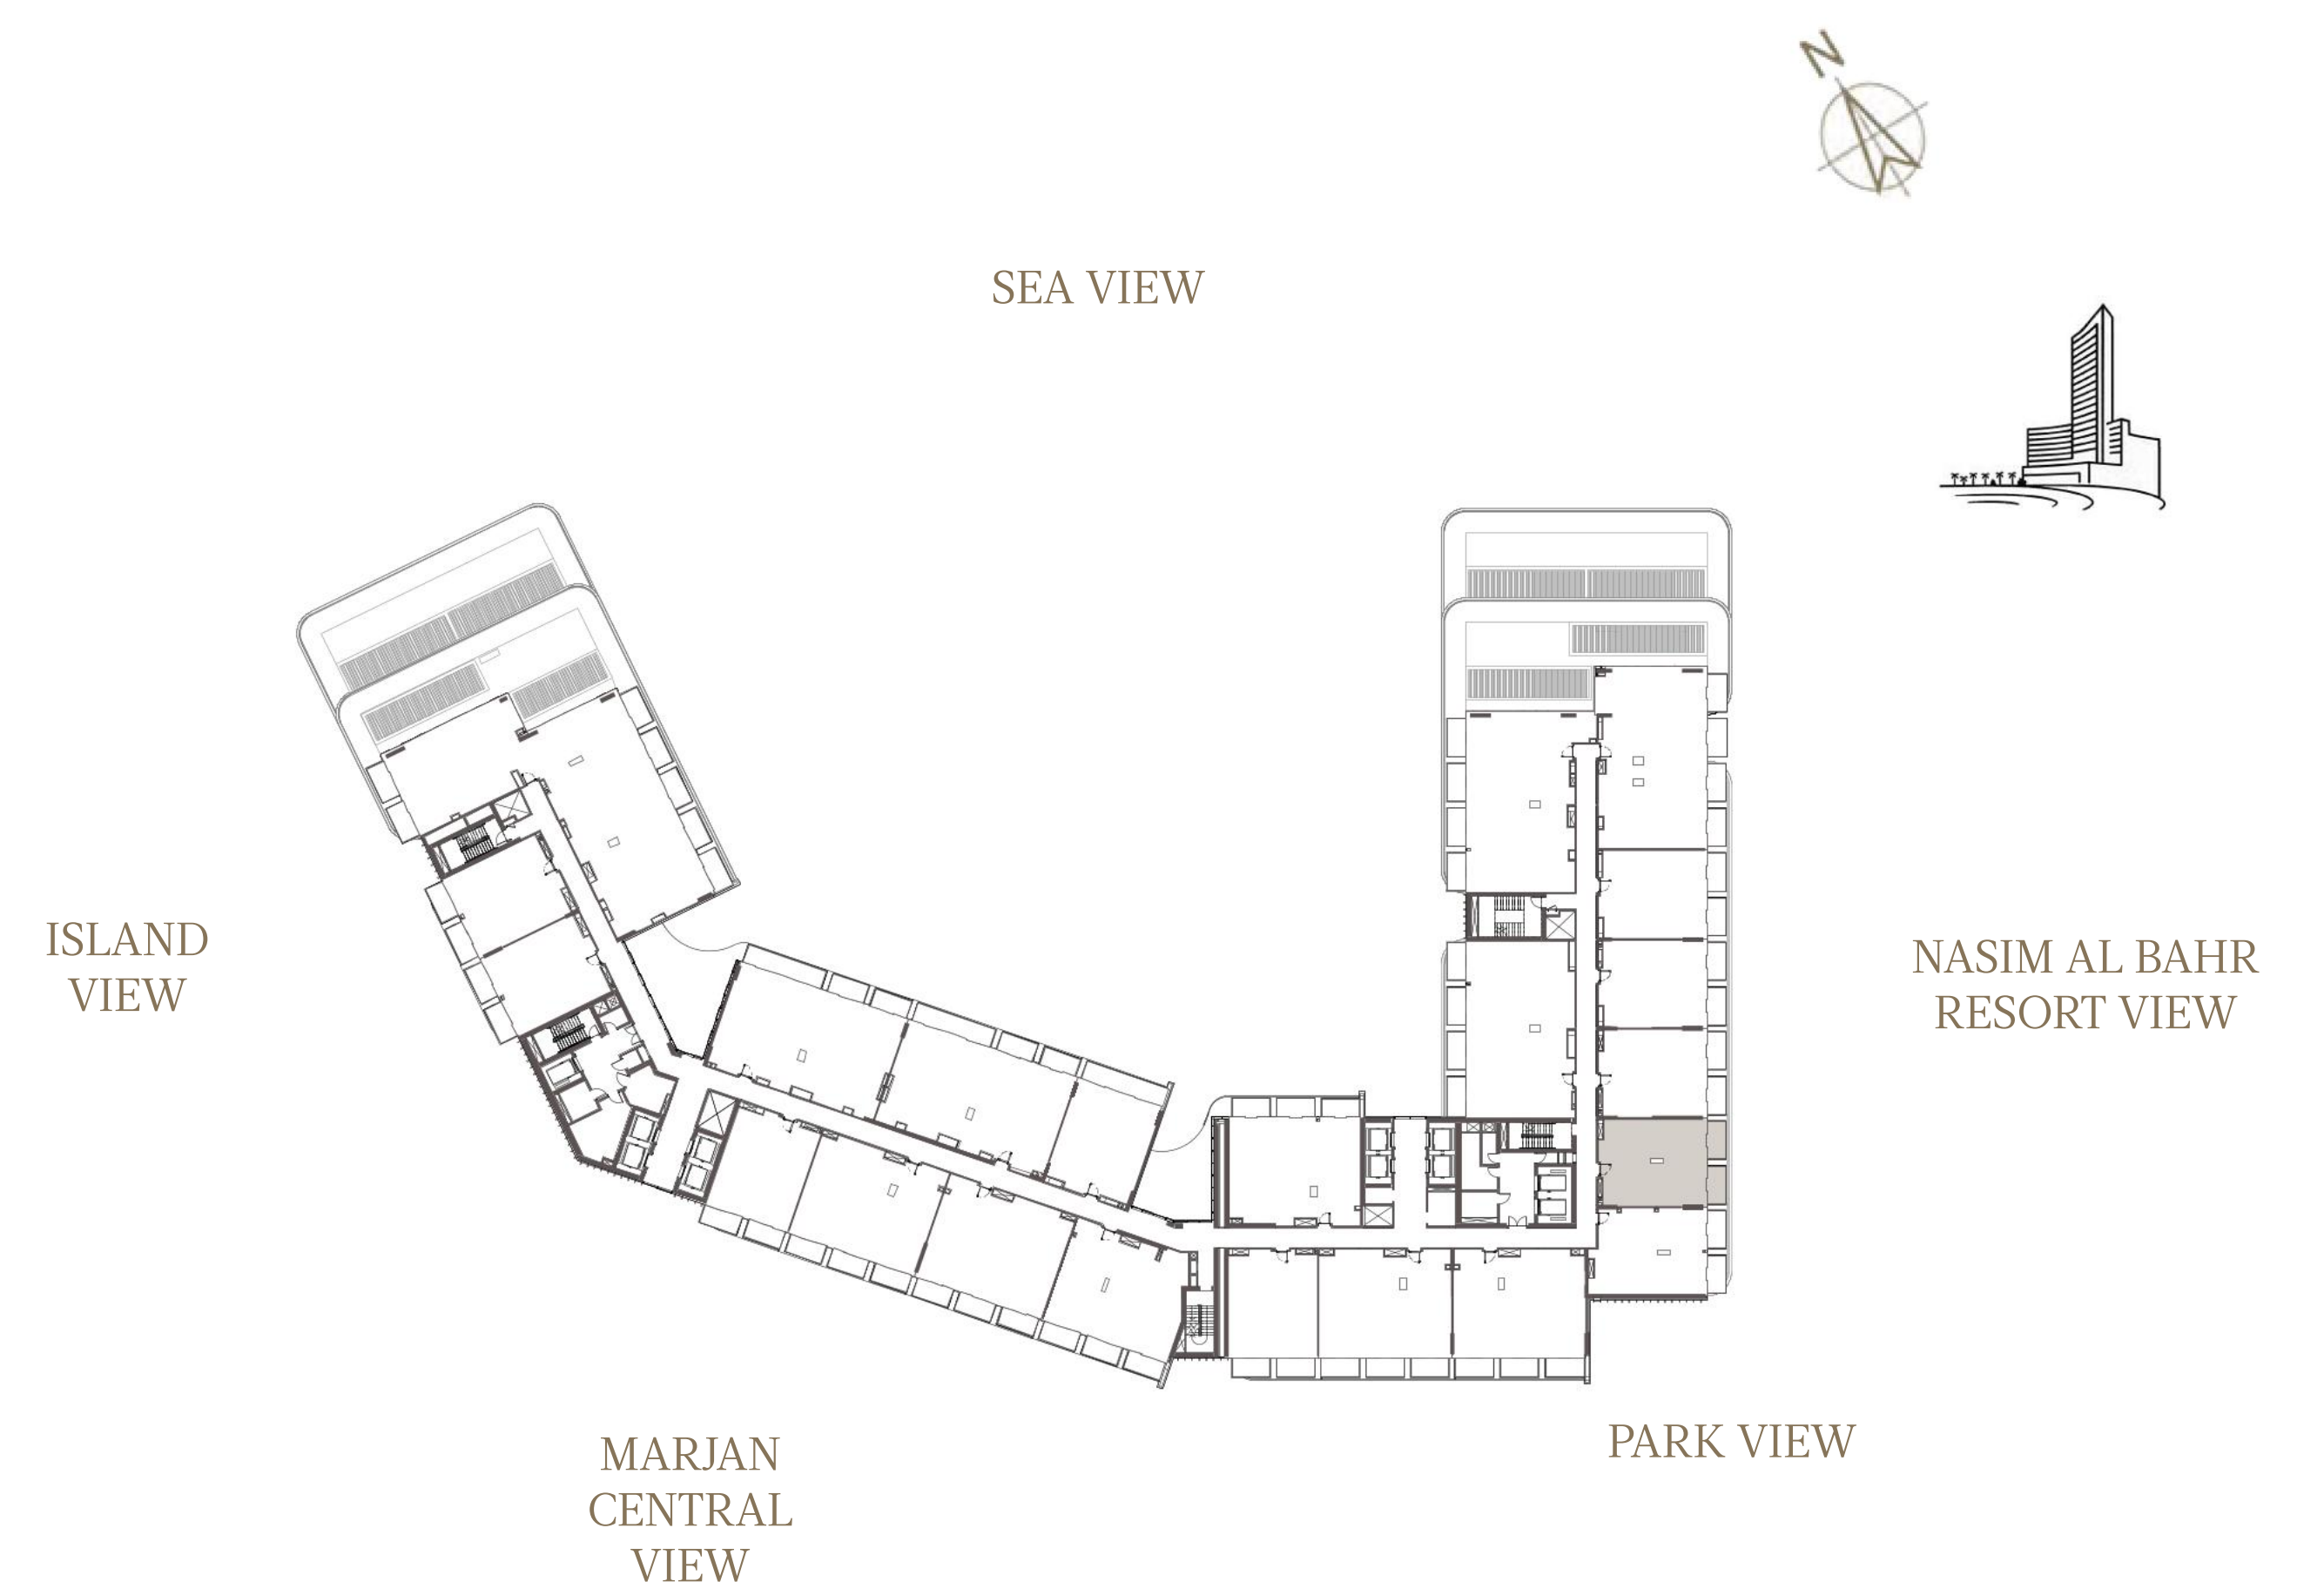 N
SEA VIEW
ISLAND
VIEW
NASIM AL BAHR
RESORT VIEW
PARK VIEW
MARJAN
CENTRAL
VIEW